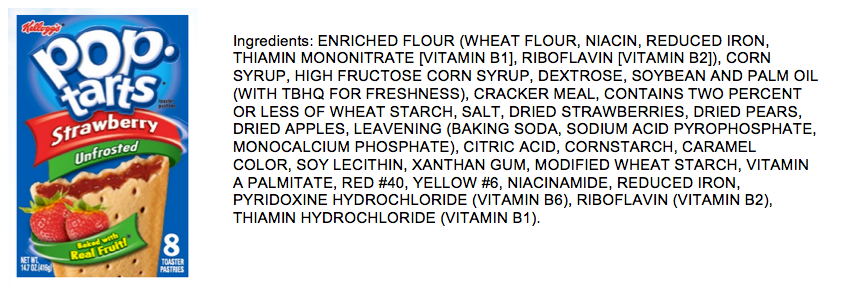 Kellogg's
pop.
tarts
toaster
pastries
Strawberry
Unfrosted
Baked with
Real Fruit!
NET WT.
14.7 OZ. (416g)
8
TOASTER
PASTRIES
Ingredients: ENRICHED FLOUR (WHEAT FLOUR, NIACIN, REDUCED IRON,
THIAMIN MONONITRATE [VITAMIN B1], RIBOFLAVIN [VITAMIN B2]), CORN
SYRUP, HIGH FRUCTOSE CORN SYRUP, DEXTROSE, SOYBEAN AND PALM OIL
(WITH TBHQ FOR FRESHNESS), CRACKER MEAL, CONTAINS TWO PERCENT
OR LESS OF WHEAT STARCH, SALT, DRIED STRAWBERRIES, DRIED PEARS,
DRIED APPLES, LEAVENING (BAKING SODA, SODIUM ACID PYROPHOSPHATE,
MONOCALCIUM PHOSPHATE), CITRIC ACID, CORNSTARCH, CARAMEL
COLOR, SOY LECITHIN, XANTHAN GUM, MODIFIED WHEAT STARCH, VITAMIN
A PALMITATE, RED #40, YELLOW #6, NIACINAMIDE, REDUCED IRON,
PYRIDOXINE HYDROCHLORIDE (VITAMIN B6), RIBOFLAVIN (VITAMIN B2),
THIAMIN HYDROCHLORIDE (VITAMIN B1).